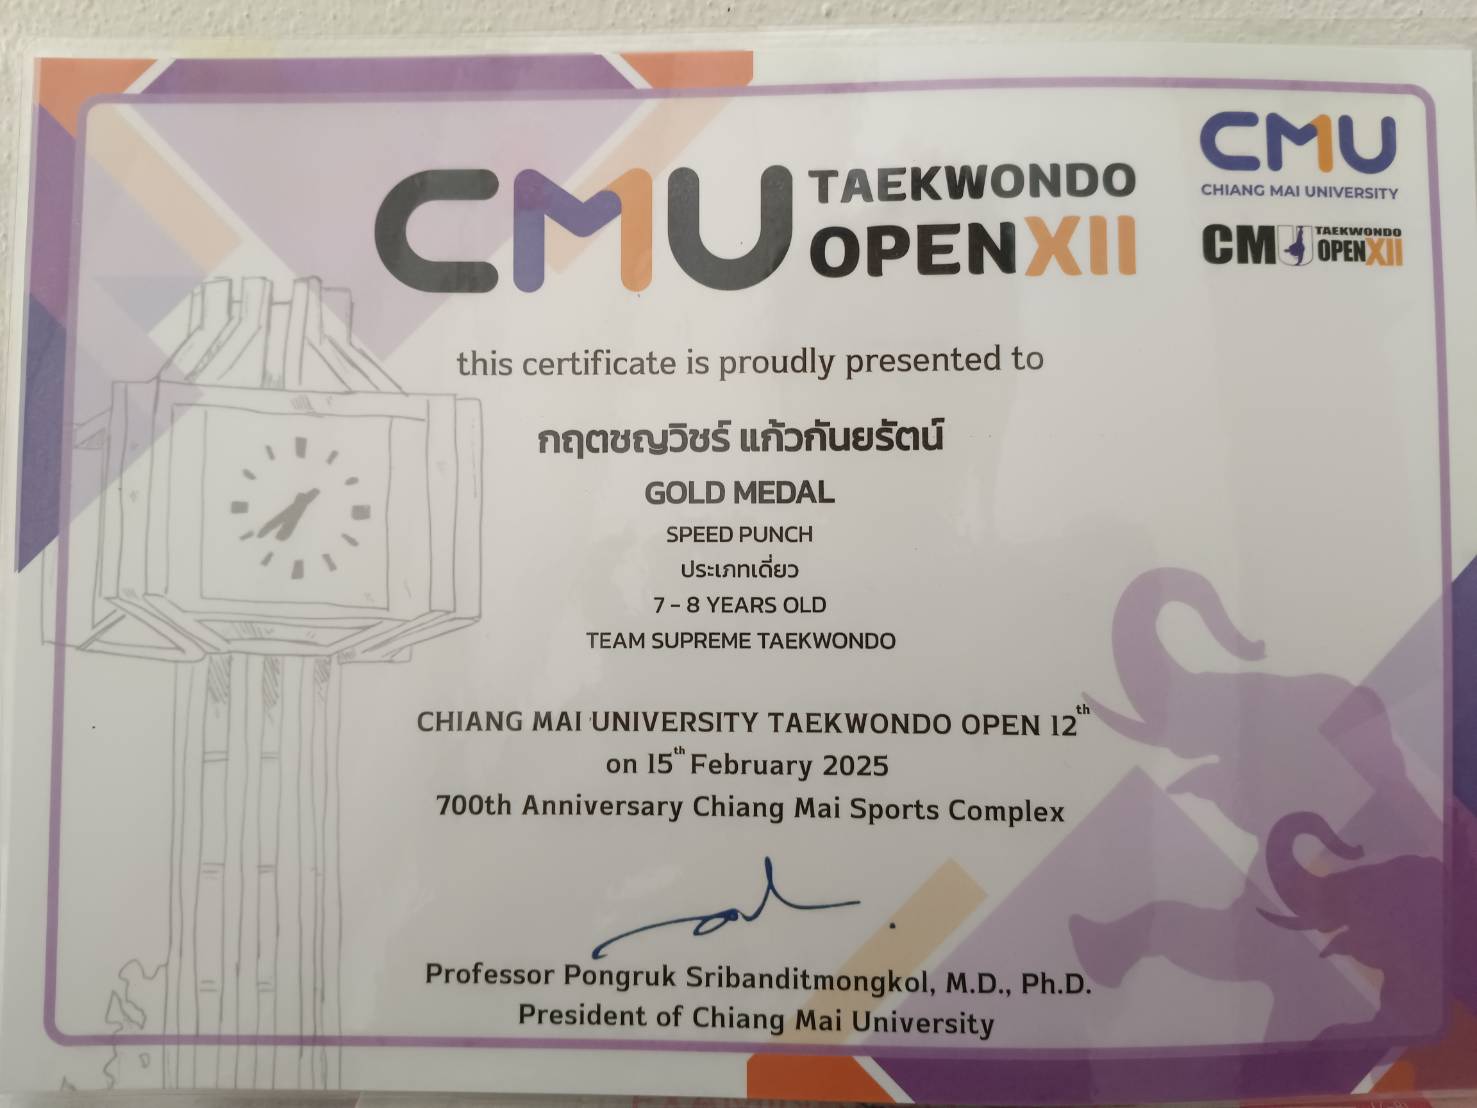 CMU TAEKWONDO OPEN XII
CMU
CHIANG MAI UNIVERSITY
CMU TAEKWONDO OPEN XII
this certificate is proudly presented to
กฤตชญวิชร์ แก้วกันยรัตน์
GOLD MEDAL
SPEED PUNCH
ประเภทเดี่ยว
7 - 8 YEARS OLD
TEAM SUPREME TAEKWONDO
CHIANG MAI UNIVERSITY TAEKWONDO OPEN 12th
on 15th February 2025
700th Anniversary Chiang Mai Sports Complex
Professor Pongruk Sribanditmongkol, M.D., Ph.D.
President of Chiang Mai University